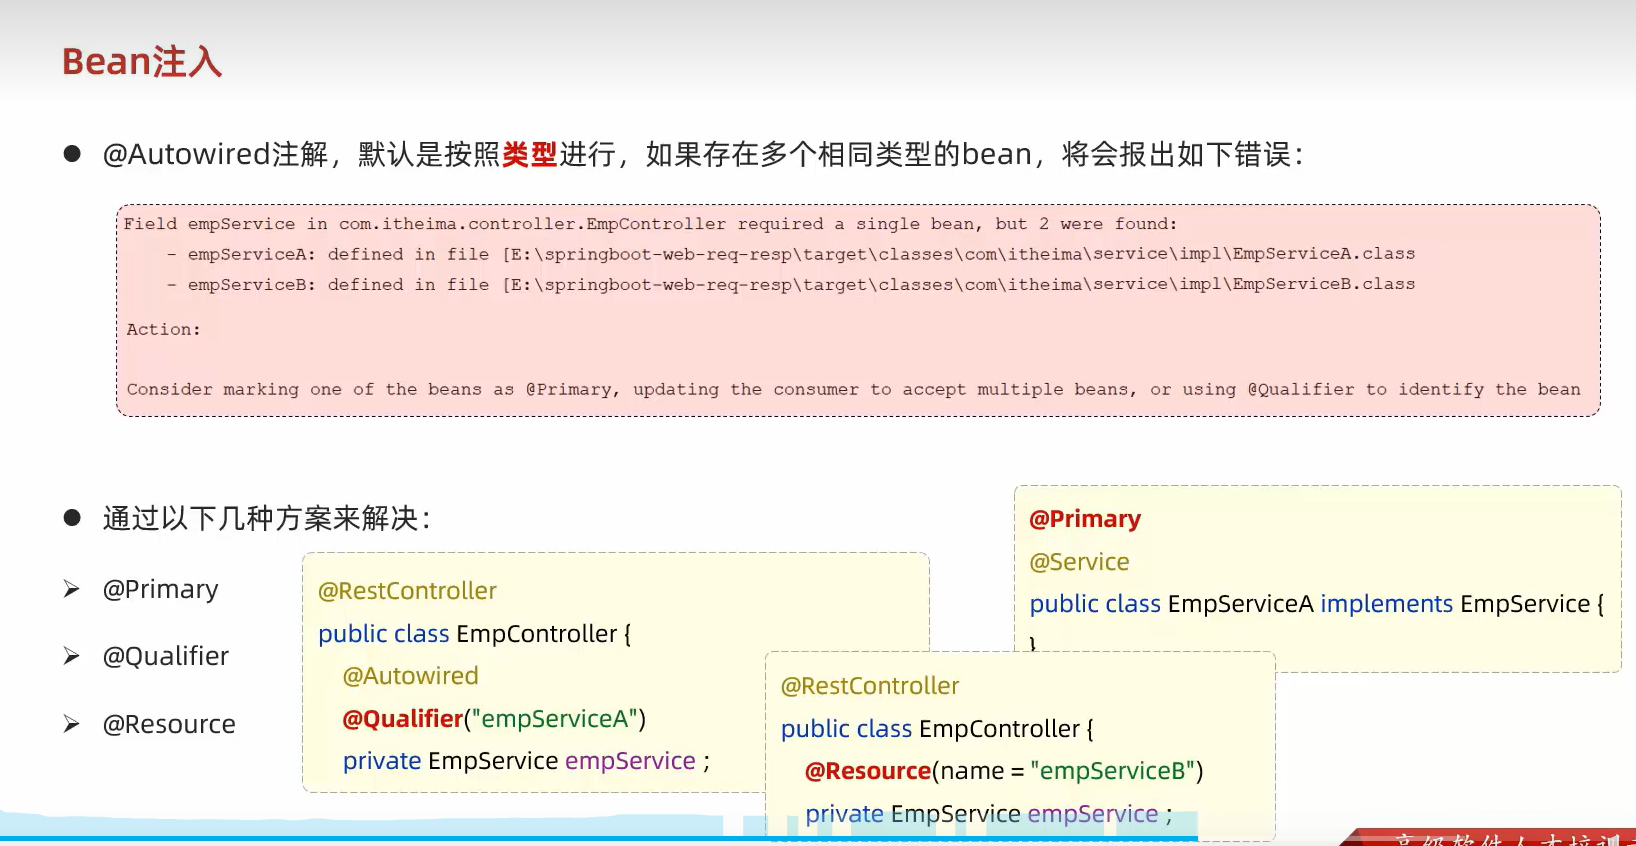 Bean注入
@Autowired注解，默认是按照类型进行，如果存在多个相同类型的bean，将会报出如下错误：
Field empService in com.itheima.controller.EmpController required a single bean, but 2 were found:
- empServiceA: defined in file [E:\springboot-web-req-resp\target\classes\com\itheima\service\impl\EmpServiceA.class
- empServiceB: defined in file [E:\springboot-web-req-resp\target\classes\com\itheima\service\impl\EmpServiceB.class
Action:
Consider marking one of the beans as @Primary, updating the consumer to accept multiple beans, or using @Qualifier to identify the bean
通过以下几种方案来解决：
@Primary
@Qualifier
@Resource
@RestController
public class EmpController {
@Autowired
@Qualifier("empServiceA")
private EmpService empService ;
@Primary
@Service
public class EmpServiceA implements EmpService {
}
@RestController
public class EmpController {
@Resource(name = "empServiceB")
private EmpService empService ;
高级软件人才培训